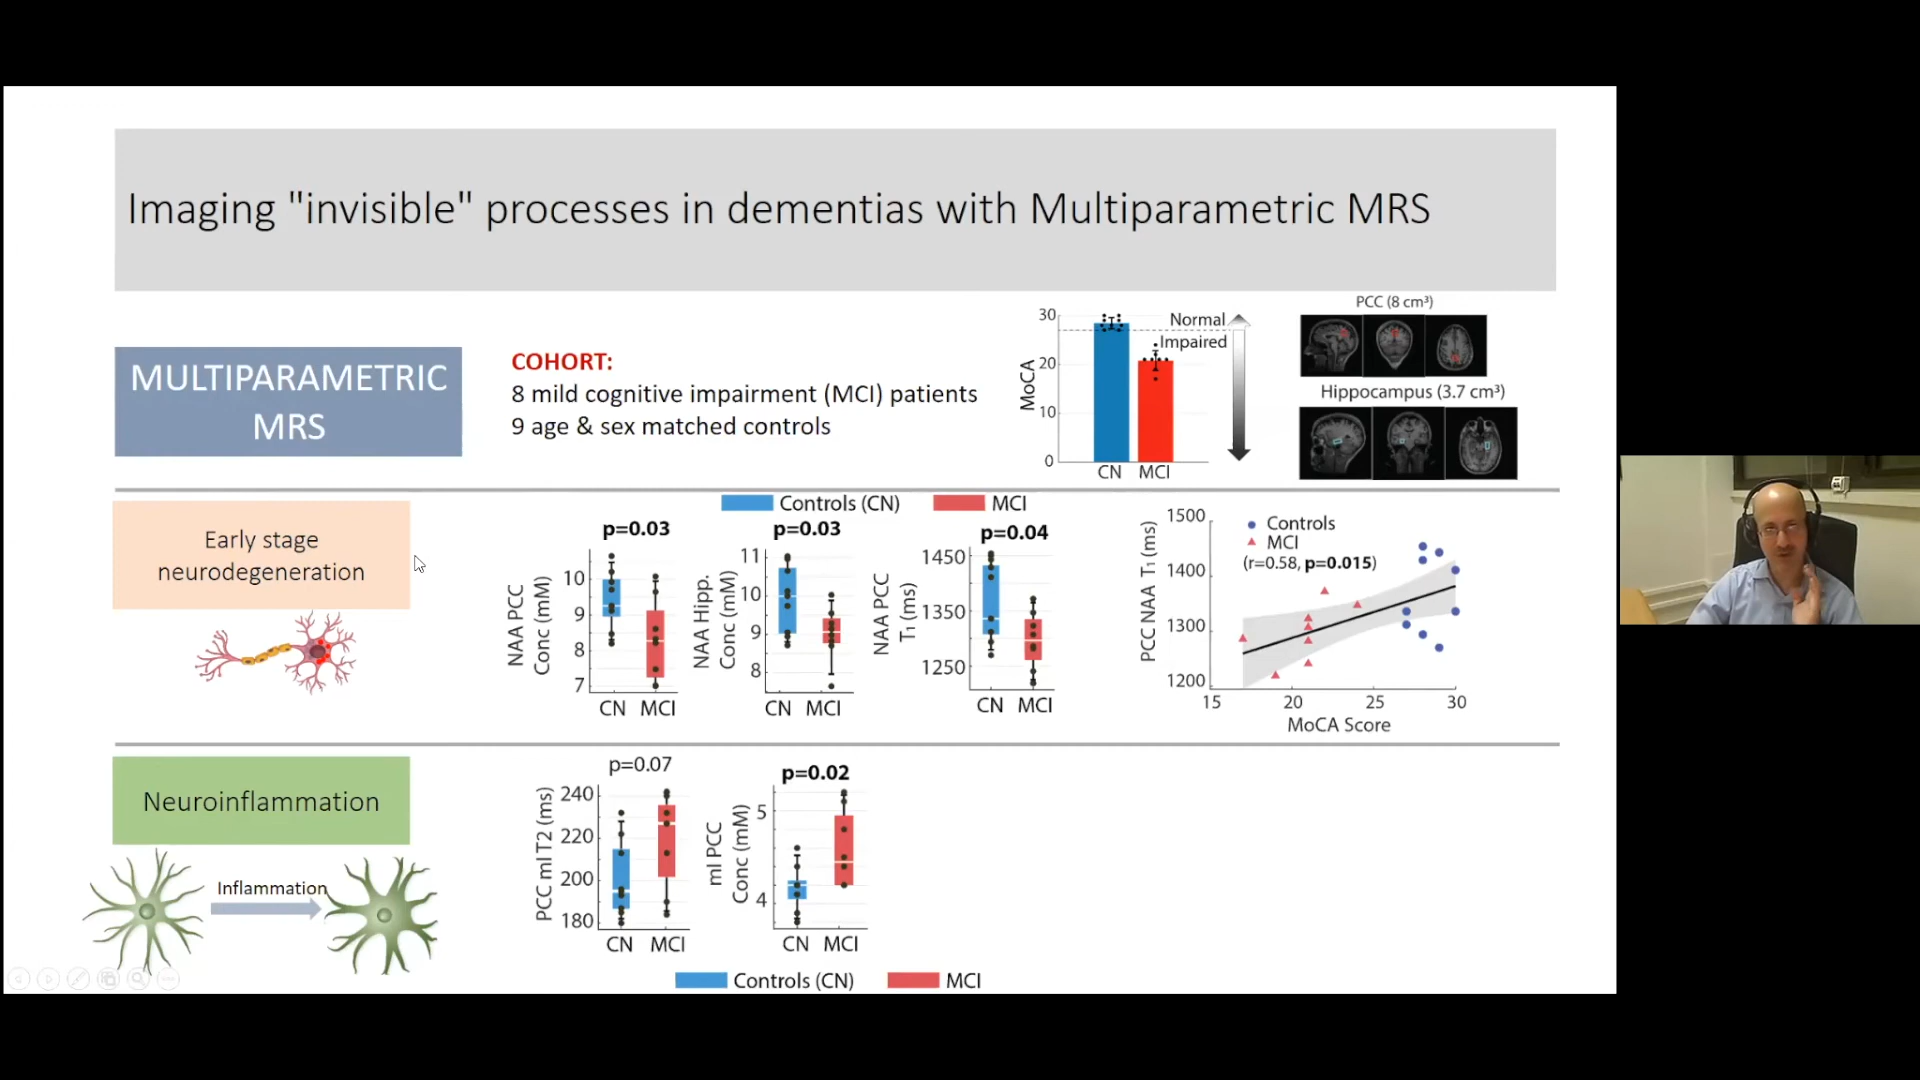 Imaging "invisible" processes in dementias with Multiparametric MRS
MULTIPARAMETRIC
MRS
COHORT:
8 mild cognitive impairment (MCI) patients
9 age & sex matched controls
MoCA
30
20
10
0
CN MCI
Normal
Impaired
PCC (8 cm³)
Hippocampus (3.7 cm³)
Early stage
neurodegeneration
Controls (CN) MCI
p=0.03
NAA PCC
Conc (mM)
10
9
8
7
CN MCI
p=0.03
NAA Hipp.
Conc (mM)
11
10
9
8
CN MCI
p=0.04
NAA PCC
T₁ (ms)
1450
1350
1250
CN MCI
PCC NAA T₁ (ms)
1500
1400
1300
1200
Controls
MCI
(r=0.58, p=0.015)
15 20 25 30
MoCA Score
Neuroinflammation
Inflammation
p=0.07
PCC mI T2 (ms)
240
220
200
180
CN MCI
p=0.02
mI PCC
Conc (mM)
5
4
CN MCI
Controls (CN) MCI